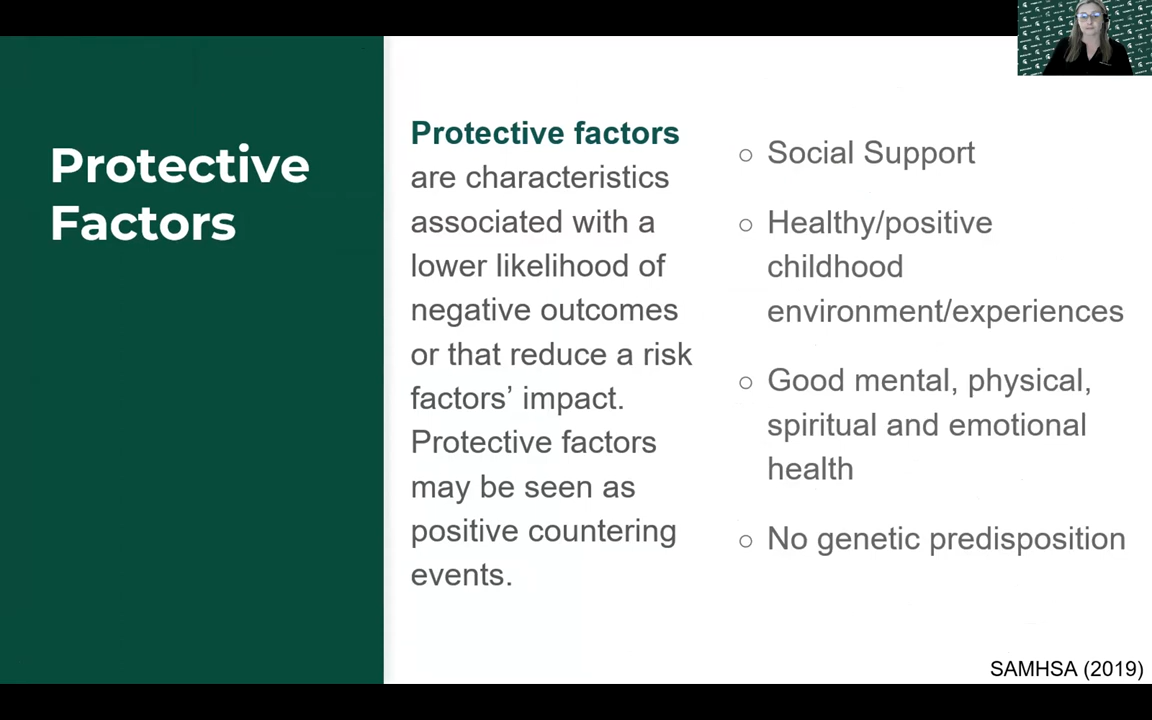 Protective
Factors
Protective factors
are characteristics
associated with a
lower likelihood of
negative outcomes
or that reduce a risk
factors’ impact.
Protective factors
may be seen as
positive countering
events.
○ Social Support
○ Healthy/positive
childhood
environment/experiences
○ Good mental, physical,
spiritual and emotional
health
○ No genetic predisposition
SAMHSA (2019)